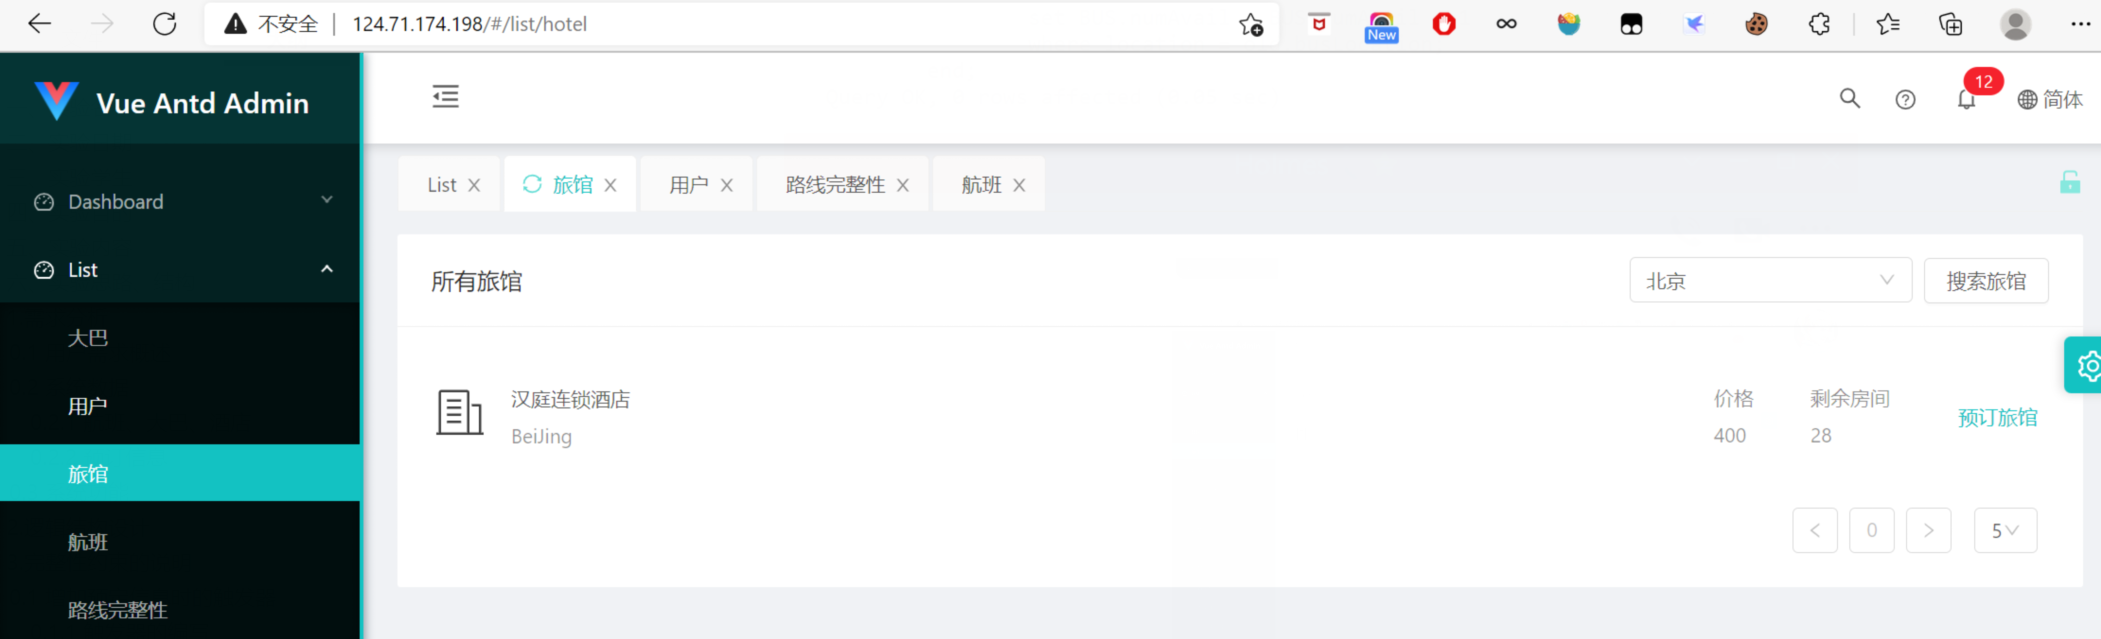 不安全 | 124.71.174.198/#/list/hotel
New
Vue Antd Admin
12
简体
Dashboard
List
大巴
用户
旅馆
航班
路线完整性
List
旅馆
用户
路线完整性
航班
所有旅馆
北京
搜索旅馆
汉庭连锁酒店
BeiJing
价格
400
剩余房间
28
预订旅馆
0
5